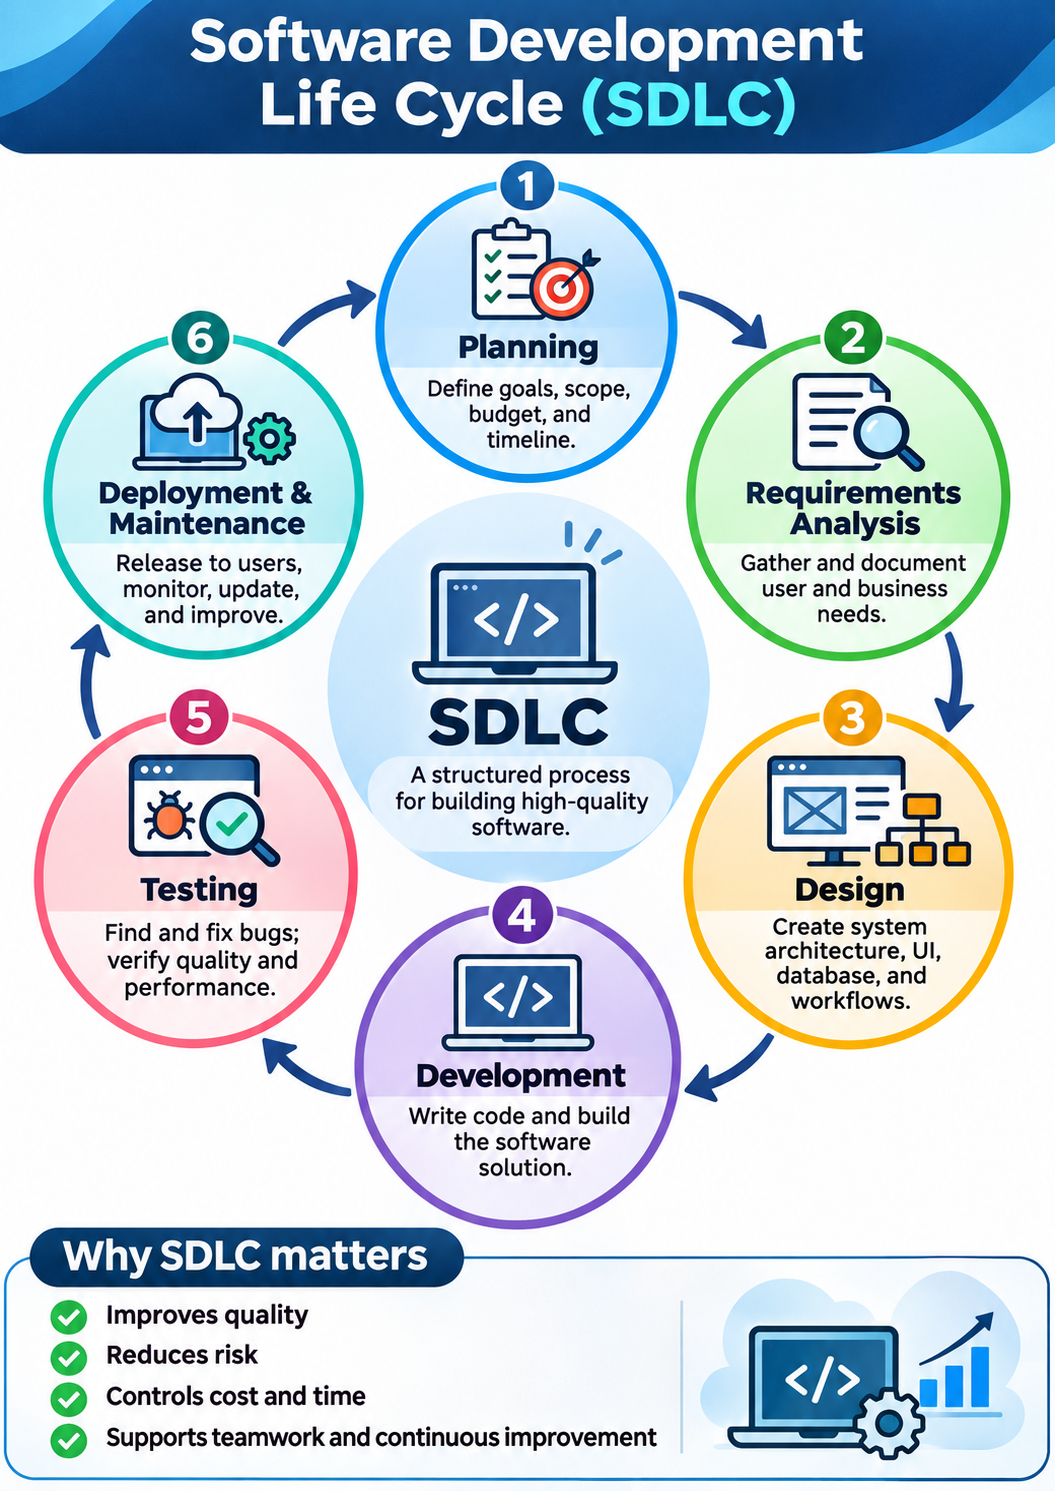 Software Development
Life Cycle (SDLC)
1
Planning
Define goals, scope,
budget, and
timeline.
2
Requirements
Analysis
Gather and document
user and business
needs.
3
Design
Create system
architecture, UI,
database, and
workflows.
4
</>
Development
Write code and build
the software
solution.
5
Testing
Find and fix bugs;
verify quality and
performance.
6
Deployment &
Maintenance
Release to users,
monitor, update,
and improve.
</>
SDLC
A structured process
for building high-quality
software.
Why SDLC matters
Improves quality
Reduces risk
Controls cost and time
Supports teamwork and continuous improvement
</>